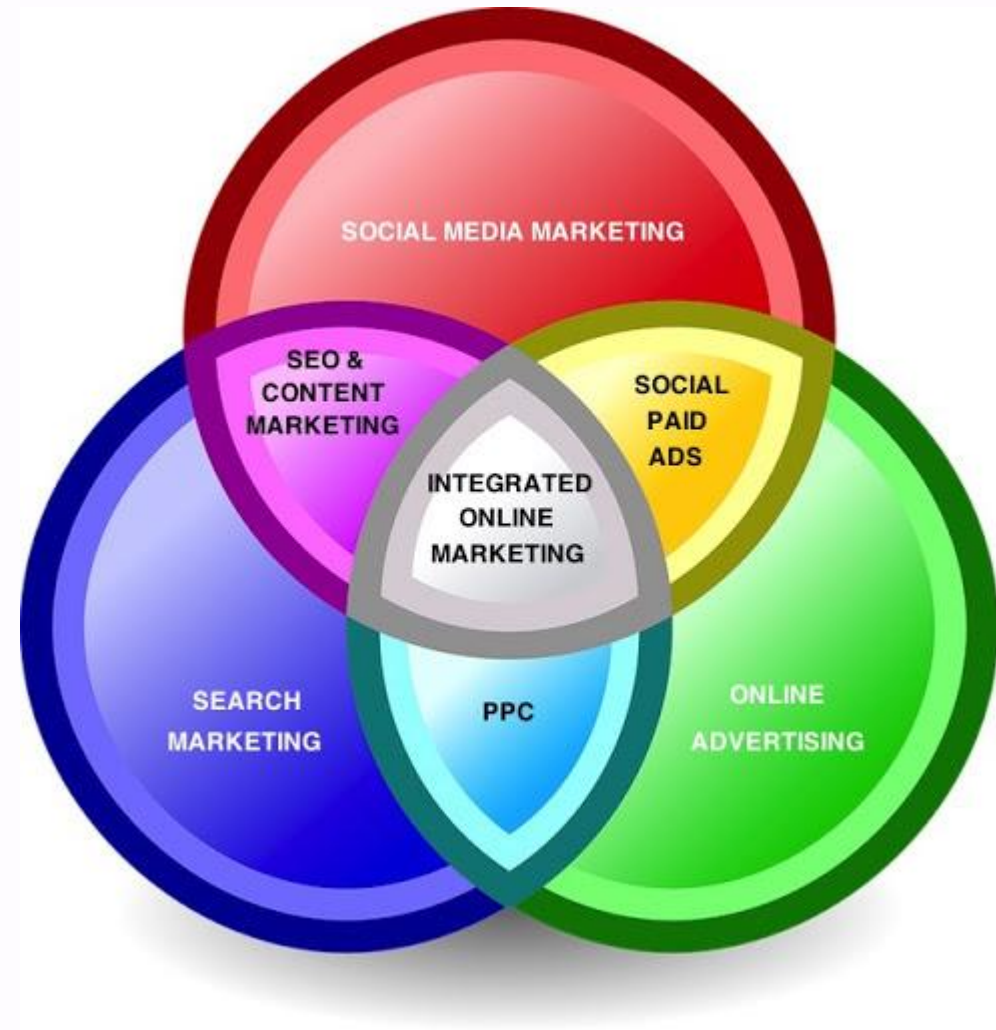 SOCIAL MEDIA MARKETING
SEO &
CONTENT
MARKETING
SOCIAL
PAID
ADS
INTEGRATED
ONLINE
MARKETING
SEARCH
MARKETING
PPC
ONLINE
ADVERTISING